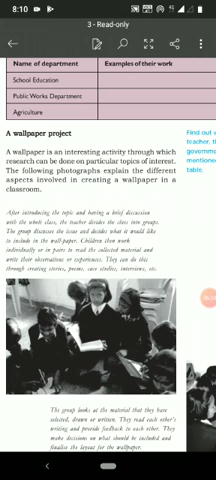 8:10
4G
74
3 - Read-only
Name of department Examples of their work
School Education
Public Works Department
Agriculture
A wallpaper project
A wallpaper is an interesting activity through which
research can be done on particular topics of interest.
The following photographs explain the different
aspects involved in creating a wallpaper in a
classroom.
Find out
teacher,
mentioned
table.
After introducing the topic and having a brief discussion
with the whole class, the teacher divides the class into groups.
The group discusses the issue and decides what it would like
to include in the wall-paper. Children then work
individually or in pairs to read the collected material and
write their observations or experiences. They can do this
through creating stories, poems, case studies, interviews, etc.
The group looks at the material that they have
selected, drawn or written. They read each other's
writing and provide feedback to each other. They
make decisions on what should be included and
finalise the layout for the wallpaper.